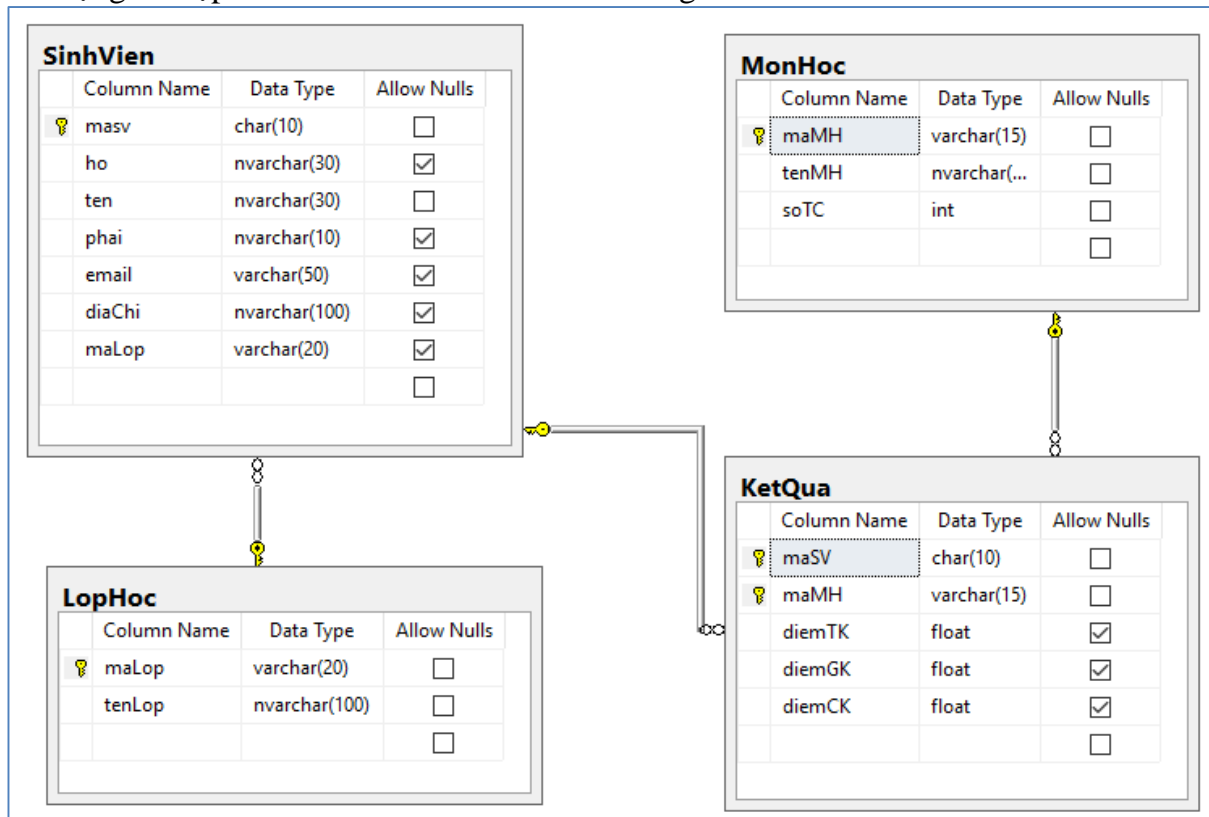 SinhVien
Column Name Data Type Allow Nulls
masv char(10)
ho nvarchar(30)
ten nvarchar(30)
phai nvarchar(10)
email varchar(50)
diaChi nvarchar(100)
maLop varchar(20)
MonHoc
Column Name Data Type Allow Nulls
maMH varchar(15)
tenMH nvarchar(...
soTC int
LopHoc
Column Name Data Type Allow Nulls
maLop varchar(20)
tenLop nvarchar(100)
KetQua
Column Name Data Type Allow Nulls
maSV char(10)
maMH varchar(15)
diemTK float
diemGK float
diemCK float